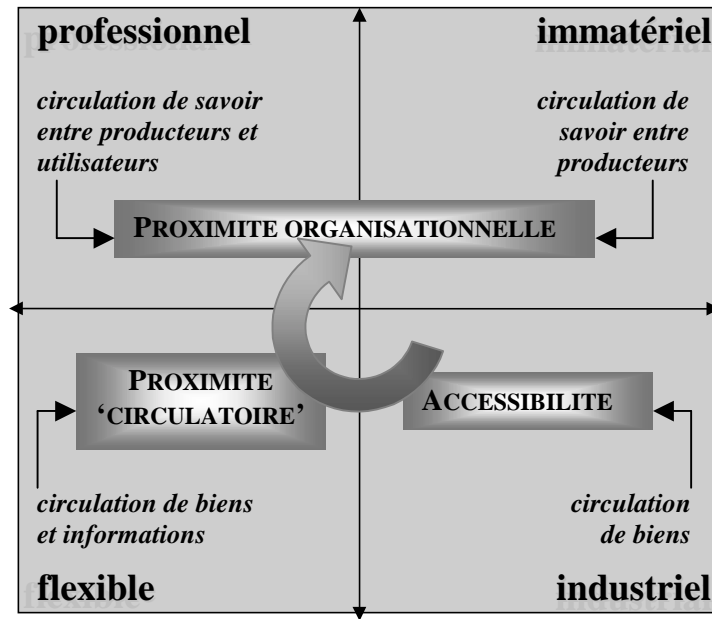 professionnel
immatériel
circulation de savoir
entre producteurs et
utilisateurs
circulation de
savoir entre
producteurs
PROXIMITE ORGANISATIONNELLE
PROXIMITE
‘CIRCULATOIRE’
ACCESSIBILITE
circulation de biens
et informations
circulation
de biens
flexible
industriel